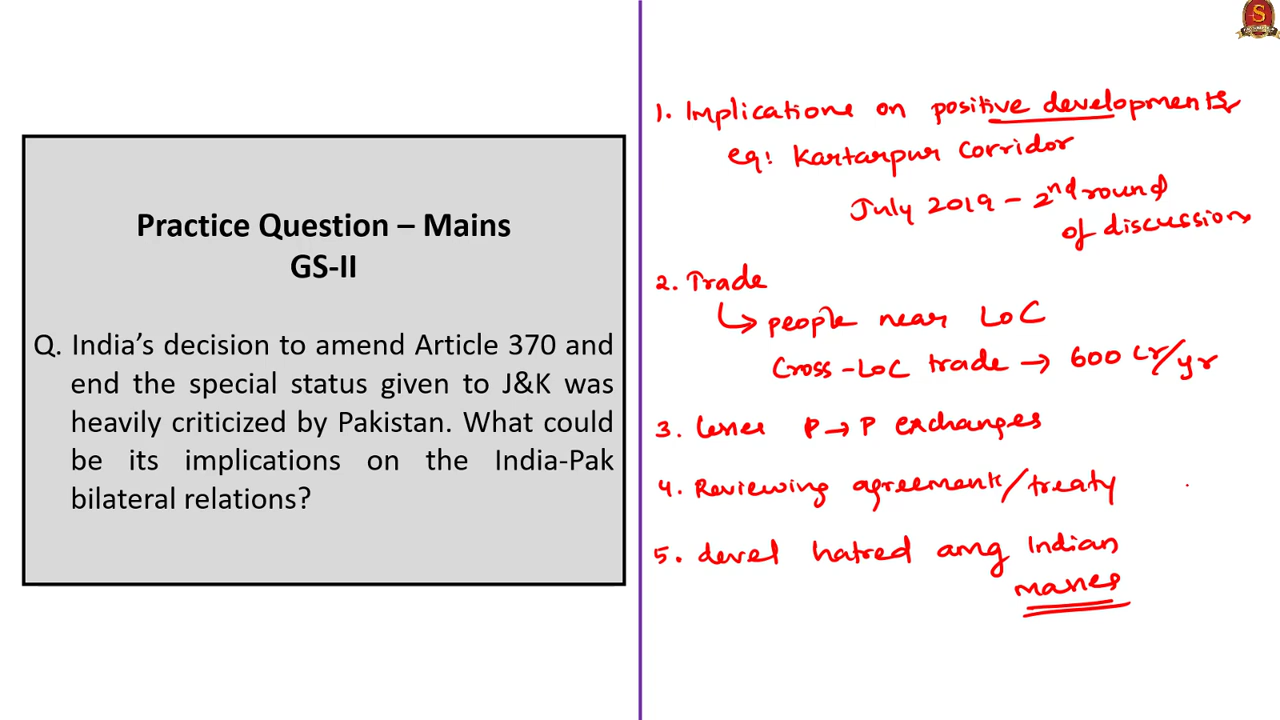 Practice Question – Mains
GS-II
Q. India's decision to amend Article 370 and
end the special status given to J&K was
heavily criticized by Pakistan. What could
be its implications on the India-Pak
bilateral relations?
1. Implications on positive developments
eg: Kartarpur Corridor
July 2019 - 2nd round
of discussions
2. Trade
↳ people near LoC
Cross-LoC trade → 600 Cr/yr
3. Lesser P → P exchanges
4. Reviewing agreements/treaty
5. devel hatred amg Indian
masses
S